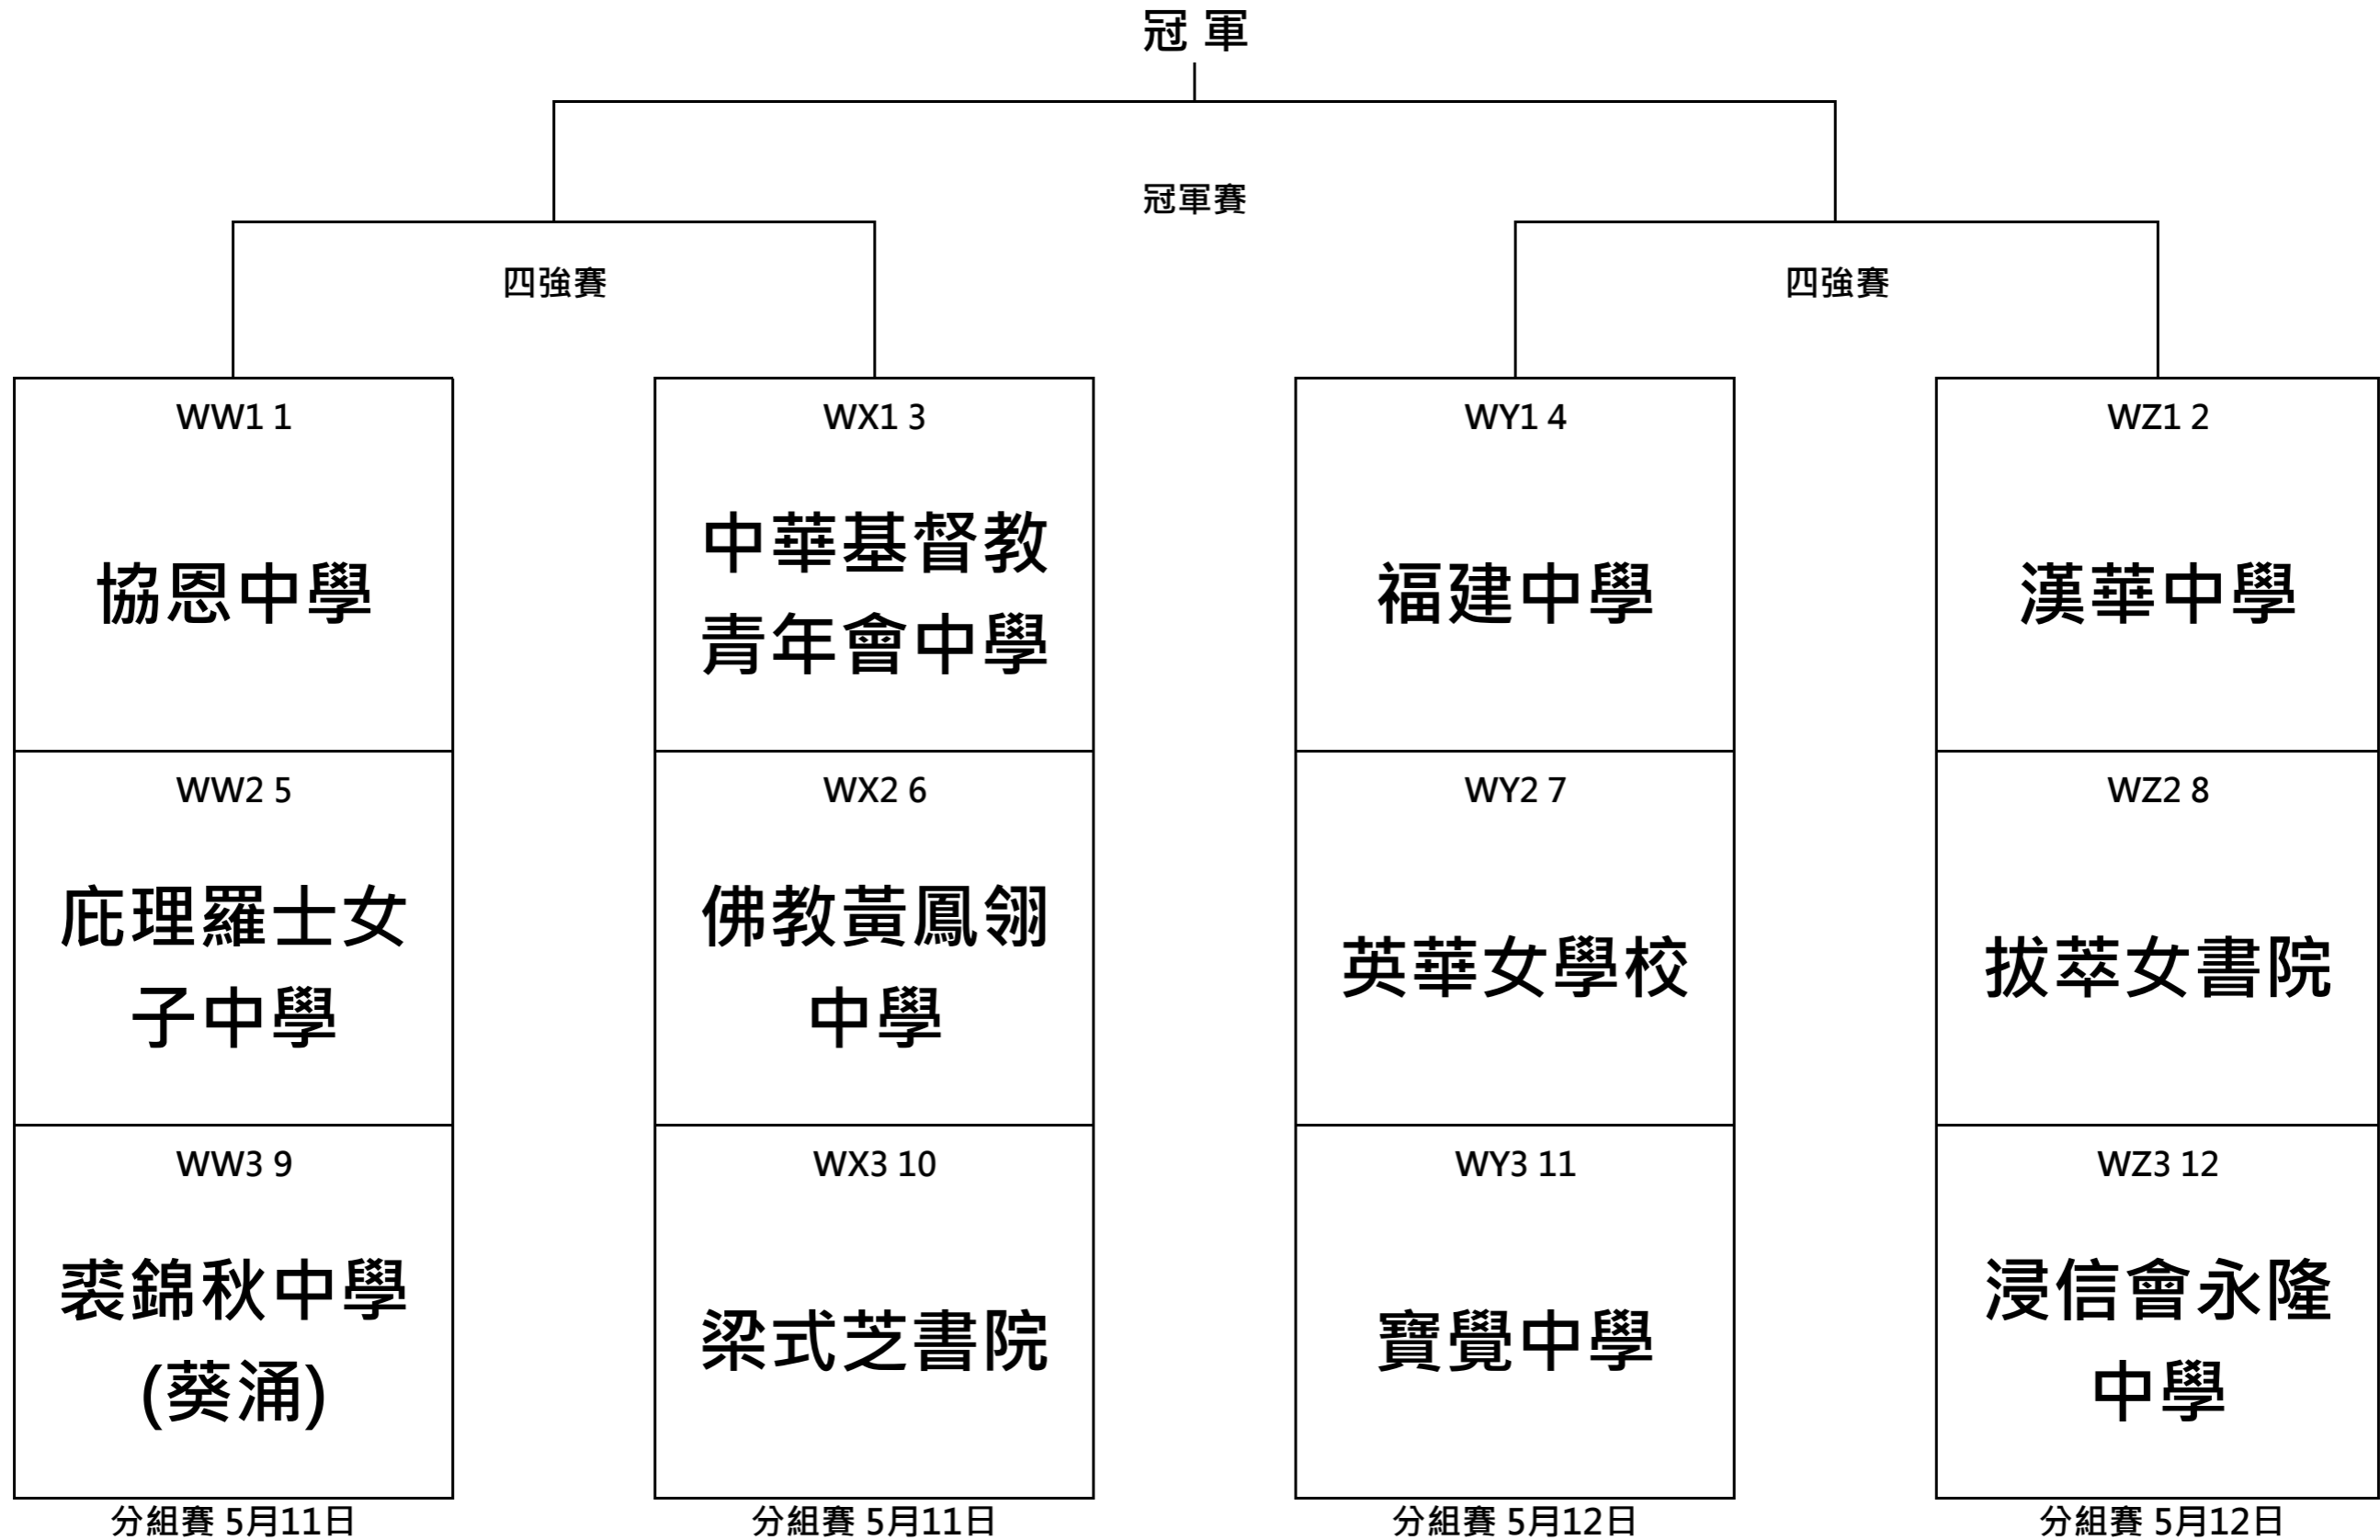 冠 軍
冠軍賽
四強賽
四強賽
WW1 1
協恩中學
WW2 5
庇理羅士女
子中學
WW3 9
裘錦秋中學
(葵涌)
分組賽 5月11日
WX1 3
中華基督教
青年會中學
WX2 6
佛教黃鳳翎
中學
WX3 10
梁式芝書院
分組賽 5月11日
WY1 4
福建中學
WY2 7
英華女學校
WY3 11
寶覺中學
分組賽 5月12日
WZ1 2
漢華中學
WZ2 8
拔萃女書院
WZ3 12
浸信會永隆
中學
分組賽 5月12日